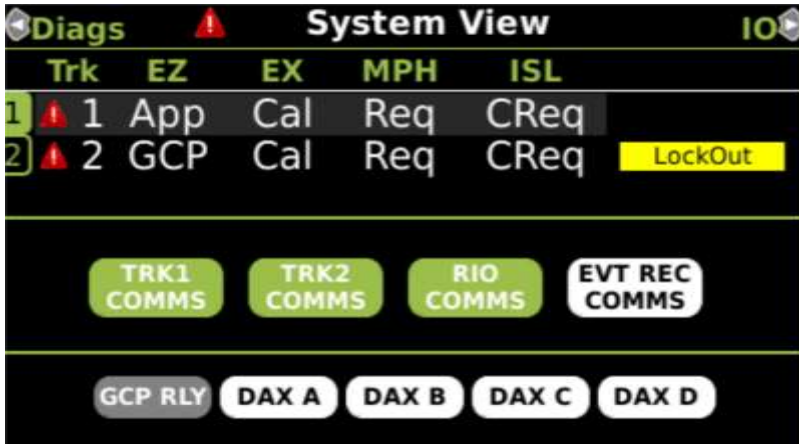 Diags System View IO
Trk EZ EX MPH ISL
1 1 App Cal Req CReq
2 2 GCP Cal Req CReq LockOut
TRK1 COMMS TRK2 COMMS RIO COMMS EVT REC COMMS
GCP RLY DAX A DAX B DAX C DAX D